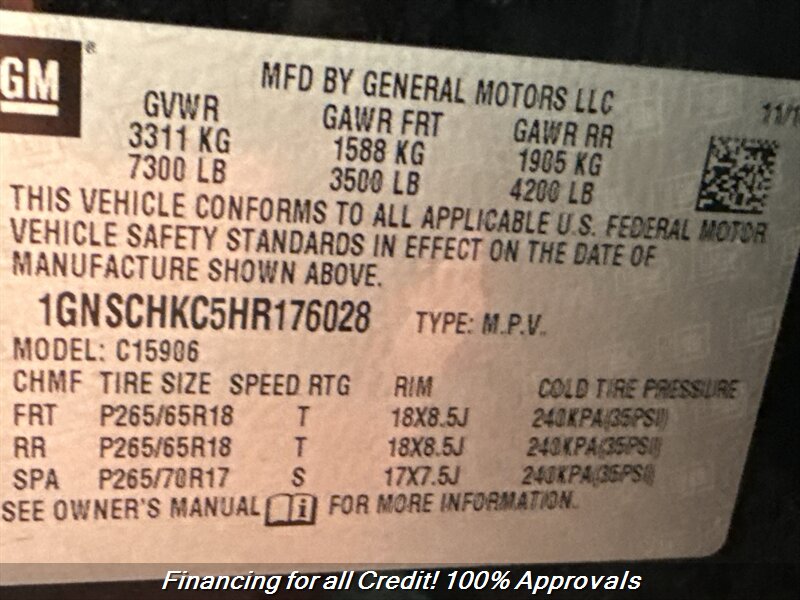 GM®
MFD BY GENERAL MOTORS LLC
11/1
GVWR GAWR FRT GAWR RR
3311 KG 1588 KG 1905 KG
7300 LB 3500 LB 4200 LB
THIS VEHICLE CONFORMS TO ALL APPLICABLE U.S. FEDERAL MOTOR
VEHICLE SAFETY STANDARDS IN EFFECT ON THE DATE OF
MANUFACTURE SHOWN ABOVE.
1GNSCHKC5HR176028 TYPE: M.P.V.
MODEL: C15906
CHMF TIRE SIZE SPEED RTG RIM COLD TIRE PRESSURE
FRT P265/65R18 T 18X8.5J 240KPA(35PSI)
RR P265/65R18 T 18X8.5J 240KPA(35PSI)
SPA P265/70R17 S 17X7.5J 240KPA(35PSI)
SEE OWNER'S MANUAL i FOR MORE INFORMATION.
Financing for all Credit! 100% Approvals